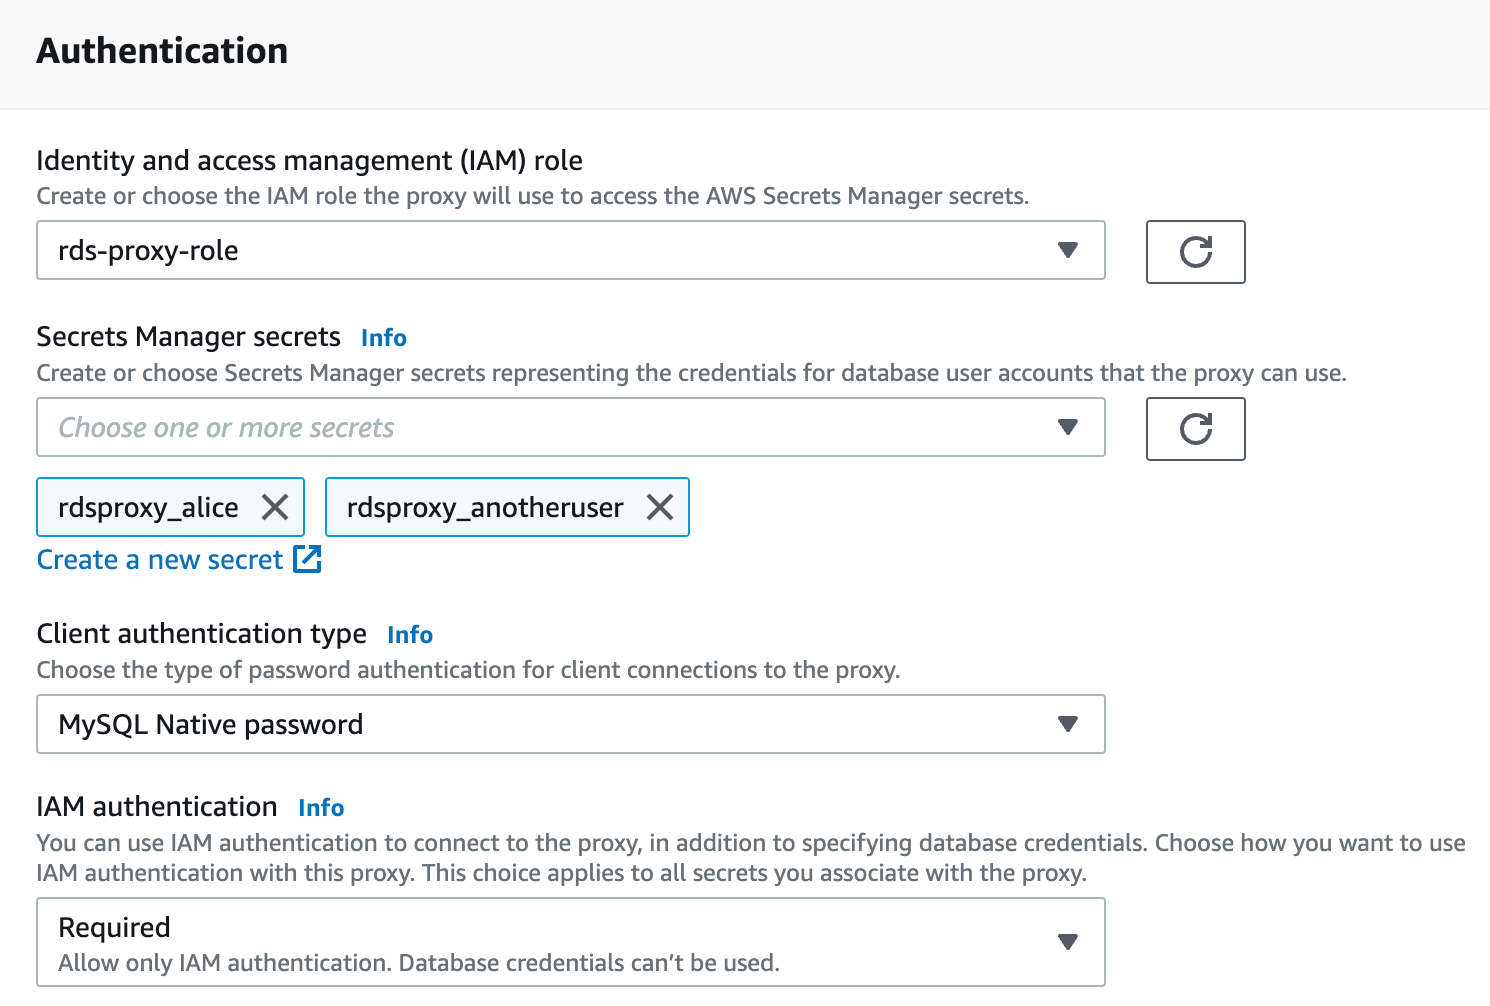 Authentication
Identity and access management (IAM) role
Create or choose the IAM role the proxy will use to access the AWS Secrets Manager secrets.
rds-proxy-role
Secrets Manager secrets Info
Create or choose Secrets Manager secrets representing the credentials for database user accounts that the proxy can use.
Choose one or more secrets
rdsproxy_alice rdsproxy_anotheruser
Create a new secret
Client authentication type Info
Choose the type of password authentication for client connections to the proxy.
MySQL Native password
IAM authentication Info
You can use IAM authentication to connect to the proxy, in addition to specifying database credentials. Choose how you want to use
IAM authentication with this proxy. This choice applies to all secrets you associate with the proxy.
Required
Allow only IAM authentication. Database credentials can’t be used.